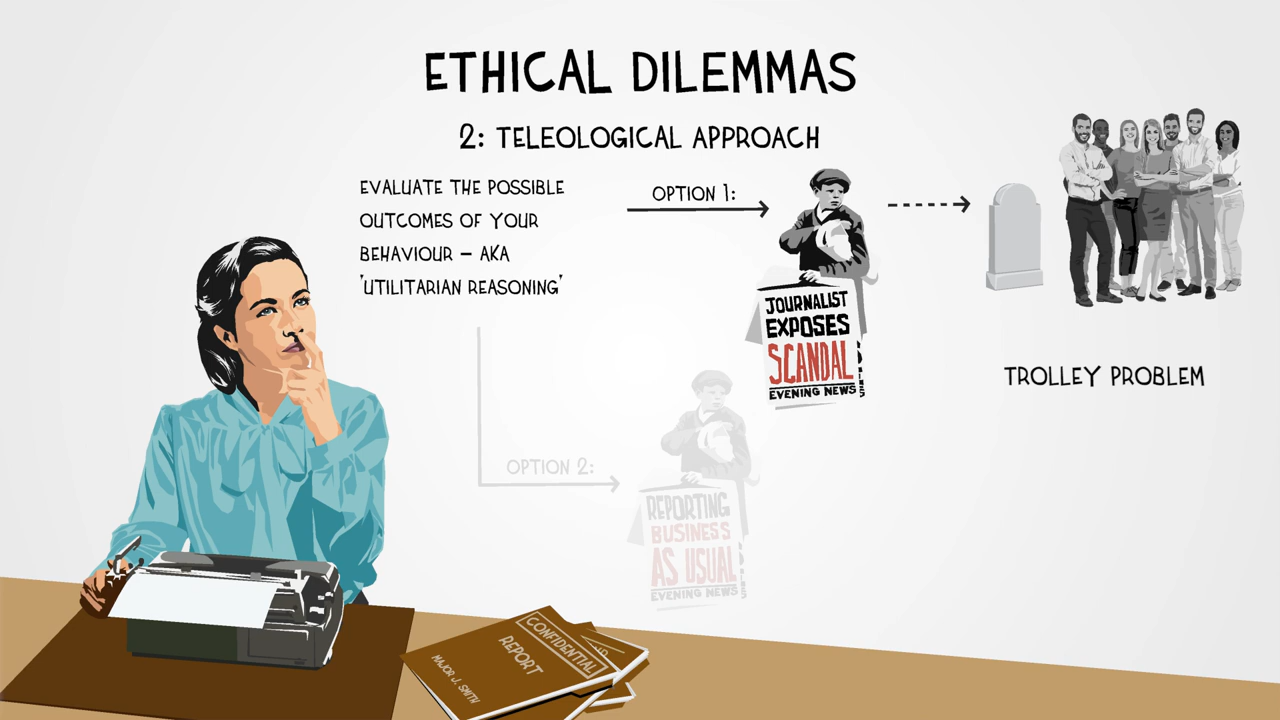 ETHICAL DILEMMAS
2: TELEOLOGICAL APPROACH
EVALUATE THE POSSIBLE
OUTCOMES OF YOUR
BEHAVIOUR – AKA
'UTILITARIAN REASONING'
OPTION 1:
JOURNALIST
EXPOSES
SCANDAL
EVENING NEWS
TROLLEY PROBLEM
OPTION 2:
REPORTING
BUSINESS
AS USUAL
EVENING NEWS
CONFIDENTIAL
REPORT
MAJOR J. SMITH